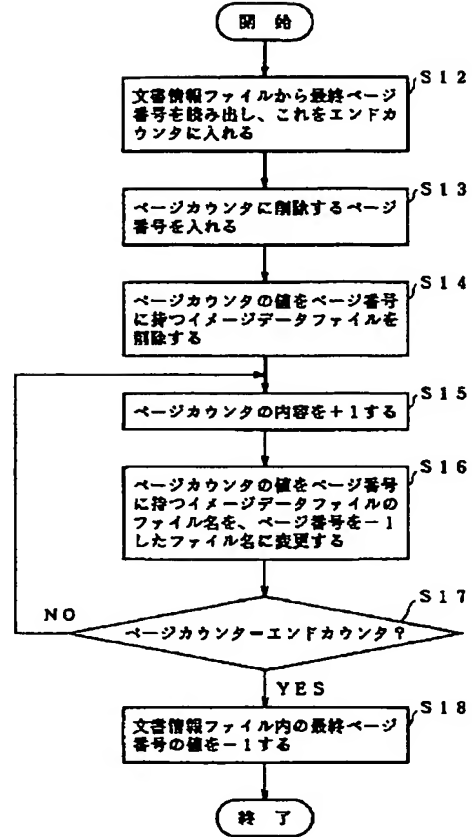 開始
S12
文書情報ファイルから最終ページ
番号を読み出し、これをエンドカ
ウンタに入れる
S13
ページカウンタに削除するページ
番号を入れる
S14
ページカウンタの値をページ番号
に持つイメージデータファイルを
削除する
S15
ページカウンタの内容を+1する
S16
ページカウンタの値をページ番号
に持つイメージデータファイルの
ファイル名を、ページ番号を-1
したファイル名に変更する
S17
NO
ページカウンターエンドカウンタ?
YES
S18
文書情報ファイル内の最終ページ
番号の値を-1する
終了